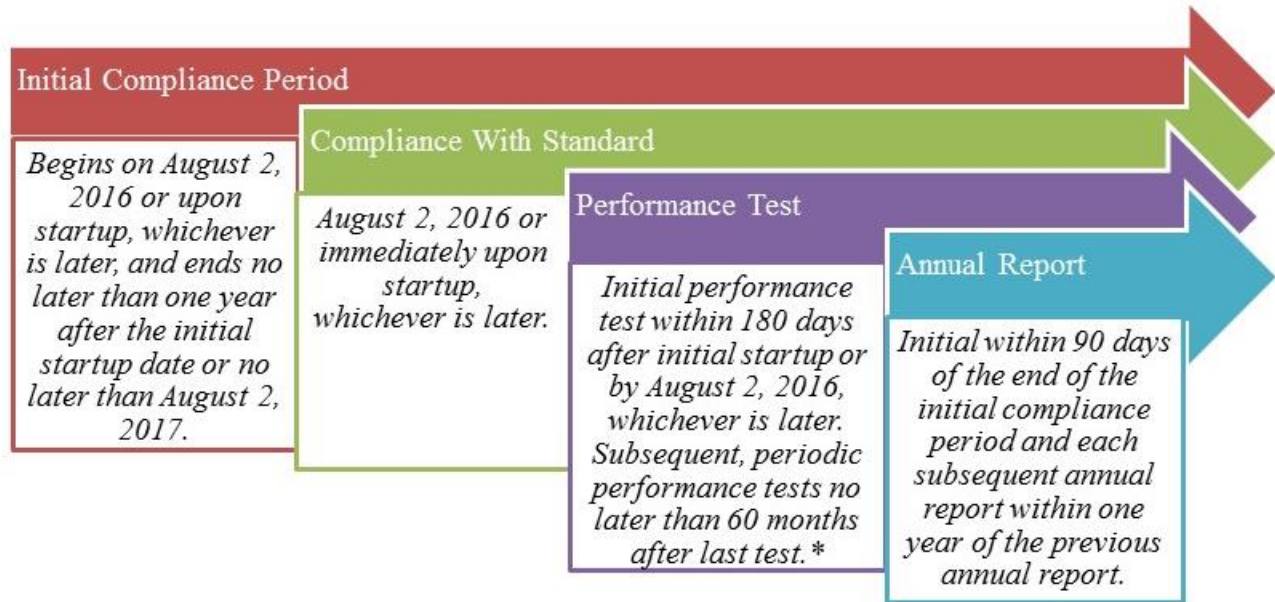 Initial Compliance Period
Begins on August 2,
2016 or upon
startup, whichever
is later, and ends no
later than one year
after the initial
startup date or no
later than August 2,
2017.
Compliance With Standard
August 2, 2016 or
immediately upon
startup,
whichever is later.
Performance Test
Initial performance
test within 180 days
after initial startup or
by August 2, 2016,
whichever is later.
Subsequent, periodic
performance tests no
later than 60 months
after last test.*
Annual Report
Initial within 90 days
of the end of the
initial compliance
period and each
subsequent annual
report within one
year of the previous
annual report.